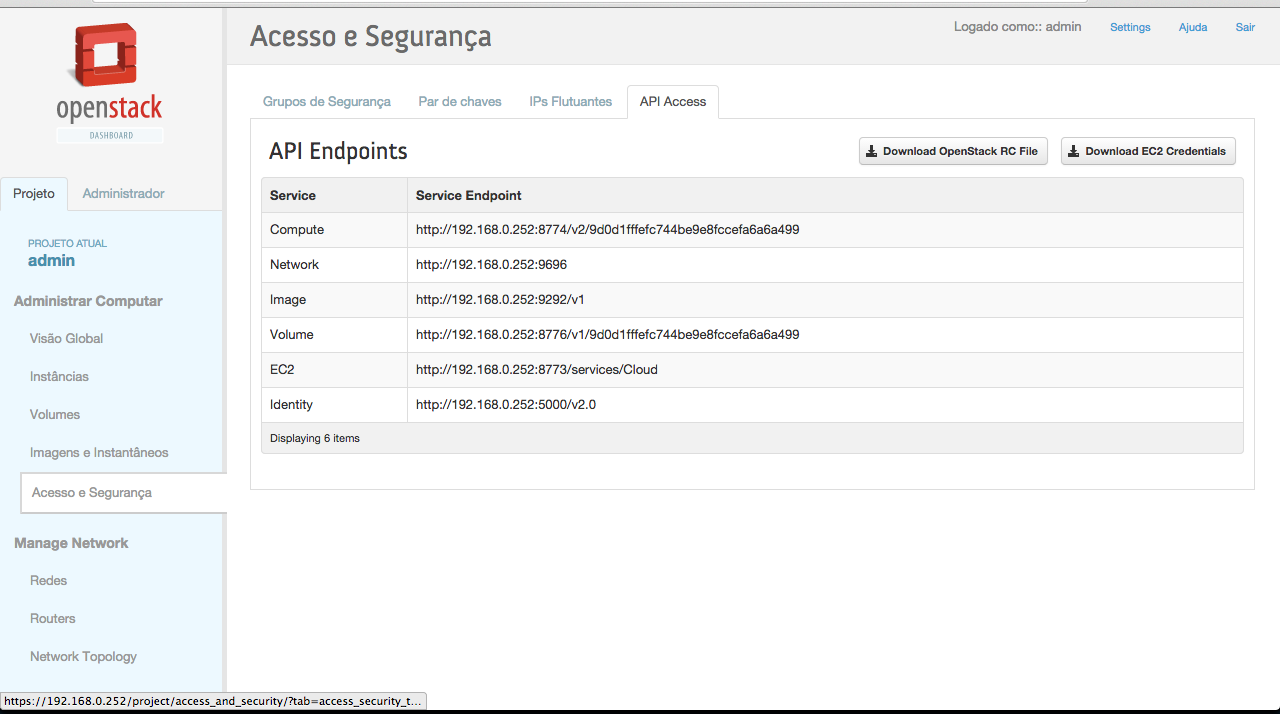 openstack
DASHBOARD
Projeto Administrador
PROJETO ATUAL
admin
Administrar Computar
Visão Global
Instâncias
Volumes
Imagens e Instantâneos
Acesso e Segurança
Manage Network
Redes
Routers
Network Topology
Acesso e Segurança
Logado como:: admin Settings Ajuda Sair
Grupos de Segurança Par de chaves IPs Flutuantes API Access
API Endpoints
Download OpenStack RC File Download EC2 Credentials
Service Service Endpoint
Compute http://192.168.0.252:8774/v2/9d0d1fffefc744be9e8fccefa6a6a499
Network http://192.168.0.252:9696
Image http://192.168.0.252:9292/v1
Volume http://192.168.0.252:8776/v1/9d0d1fffefc744be9e8fccefa6a6a499
EC2 http://192.168.0.252:8773/services/Cloud
Identity http://192.168.0.252:5000/v2.0
Displaying 6 items
https://192.168.0.252/project/access_and_security/?tab=access_security_t...